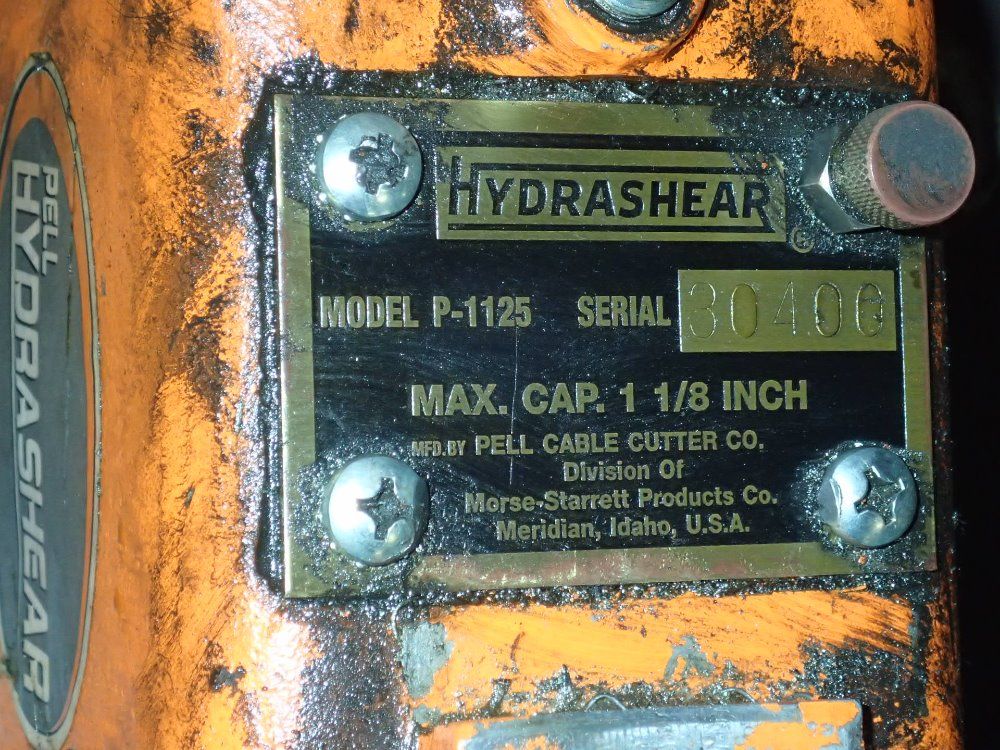 PELL
HYDRASHEAR
HYDRASHEAR
®
MODEL P-1125 SERIAL 30400
MAX. CAP. 1 1/8 INCH
MFD. BY PELL CABLE CUTTER CO.
Division Of
Morse-Starrett Products Co.
Meridian, Idaho, U.S.A.